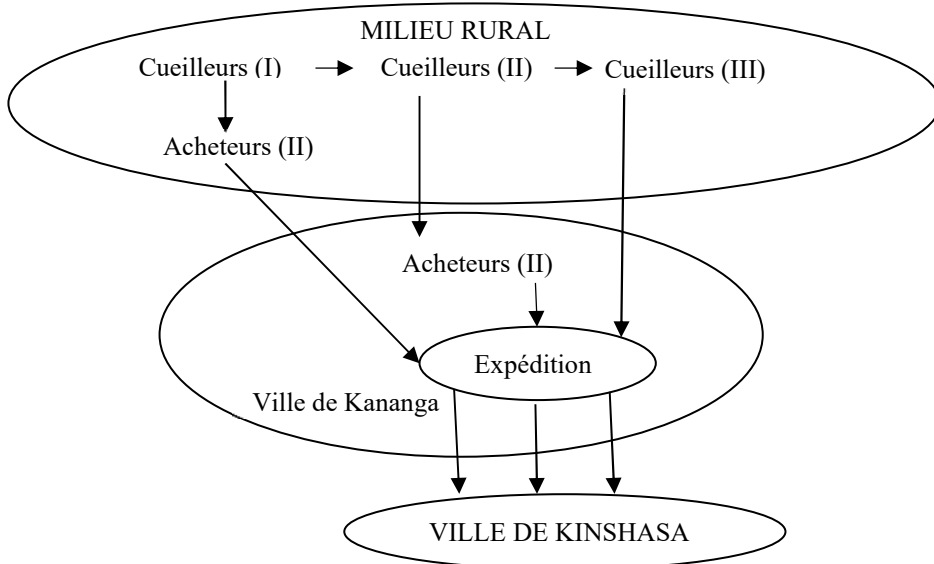 MILIEU RURAL
Cueilleurs (I) Cueilleurs (II) Cueilleurs (III)
Acheteurs (II)
Acheteurs (II)
Expédition
Ville de Kananga
VILLE DE KINSHASA